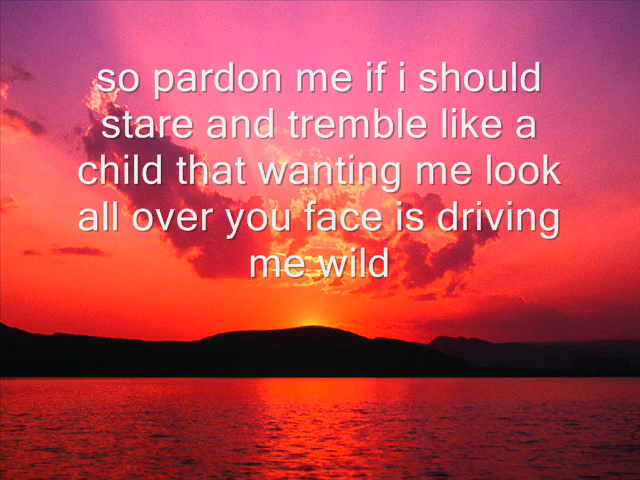 so pardon me if i should
stare and tremble like a
child that wanting me look
all over you face is driving
me wild